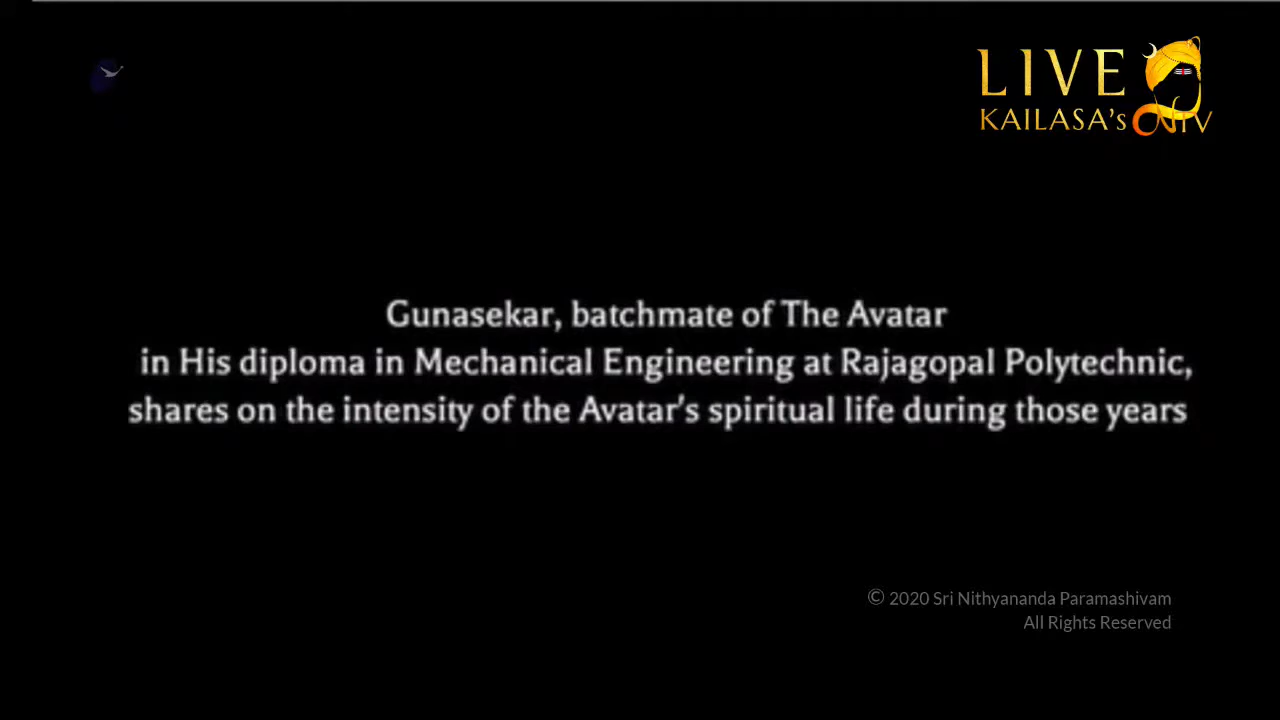 LIVE
KAILASA's NTV
Gunasekar, batchmate of The Avatar
in His diploma in Mechanical Engineering at Rajagopal Polytechnic,
shares on the intensity of the Avatar's spiritual life during those years
© 2020 Sri Nithyananda Paramashivam
All Rights Reserved